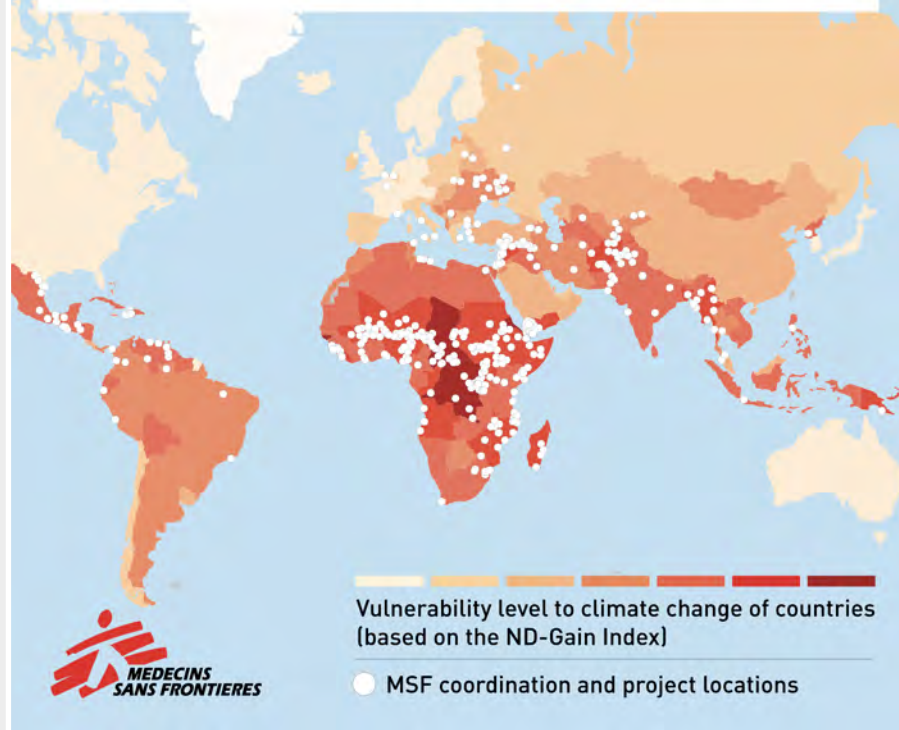 Vulnerability level to climate change of countries
(based on the ND-Gain Index)
MSF coordination and project locations
MEDECINS
SANS FRONTIERES